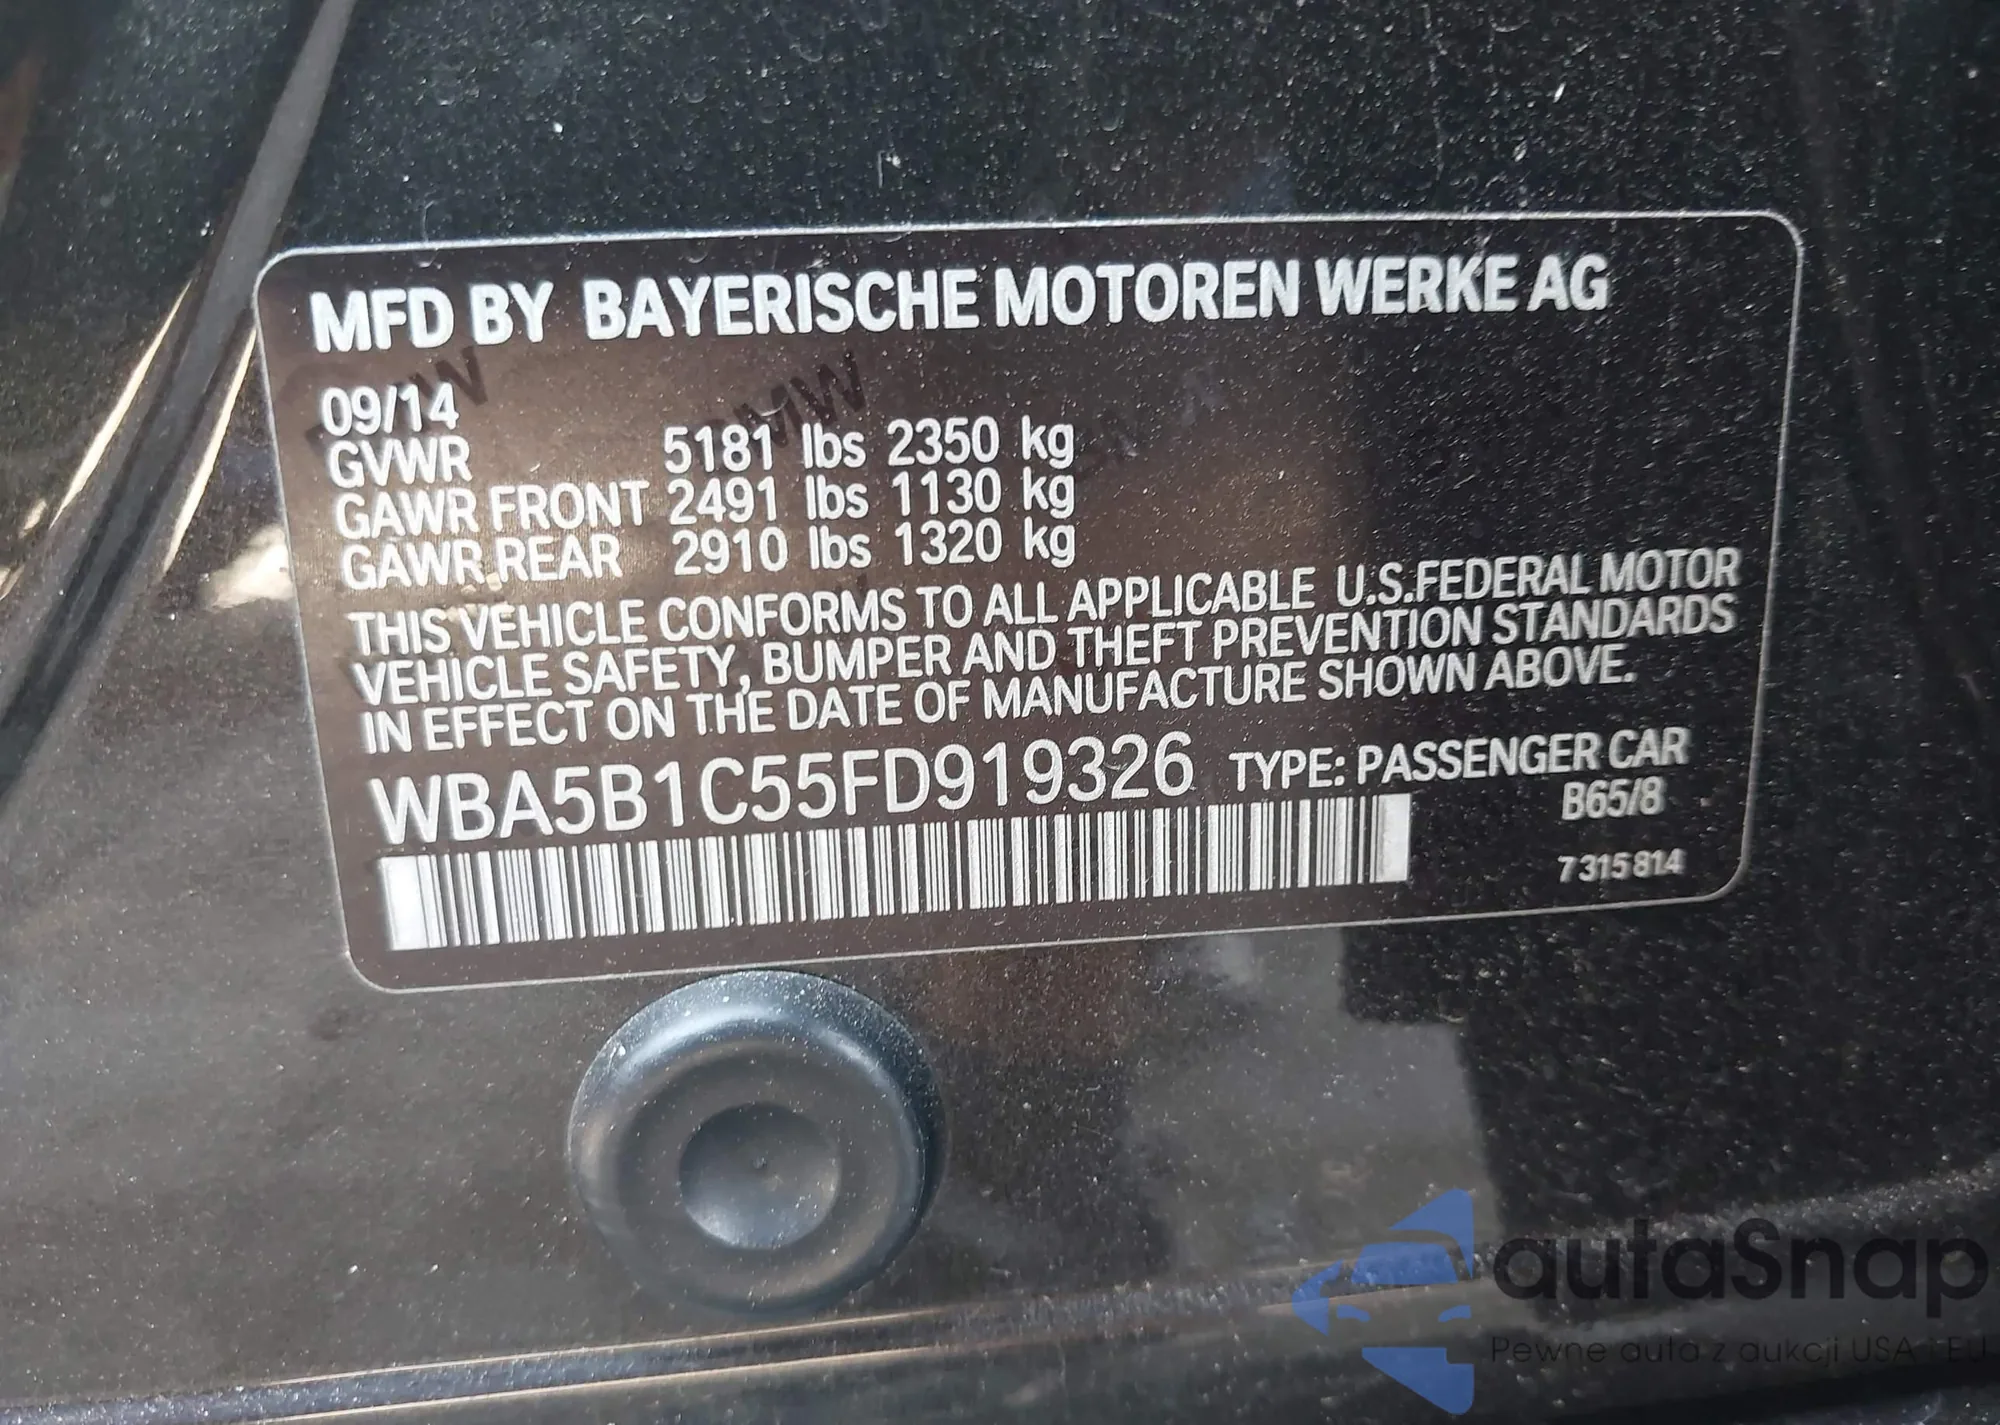 MFD BY BAYERISCHE MOTOREN WERKE AG
09/14
GVWR 5181 lbs 2350 kg
GAWR FRONT 2491 lbs 1130 kg
GAWR REAR 2910 lbs 1320 kg
THIS VEHICLE CONFORMS TO ALL APPLICABLE U.S.FEDERAL MOTOR
VEHICLE SAFETY, BUMPER AND THEFT PREVENTION STANDARDS
IN EFFECT ON THE DATE OF MANUFACTURE SHOWN ABOVE.
WBA5B1C55FD919326 TYPE: PASSENGER CAR
B65/8
7315814
autaSnap
Pewne auta z aukcji USA i EU